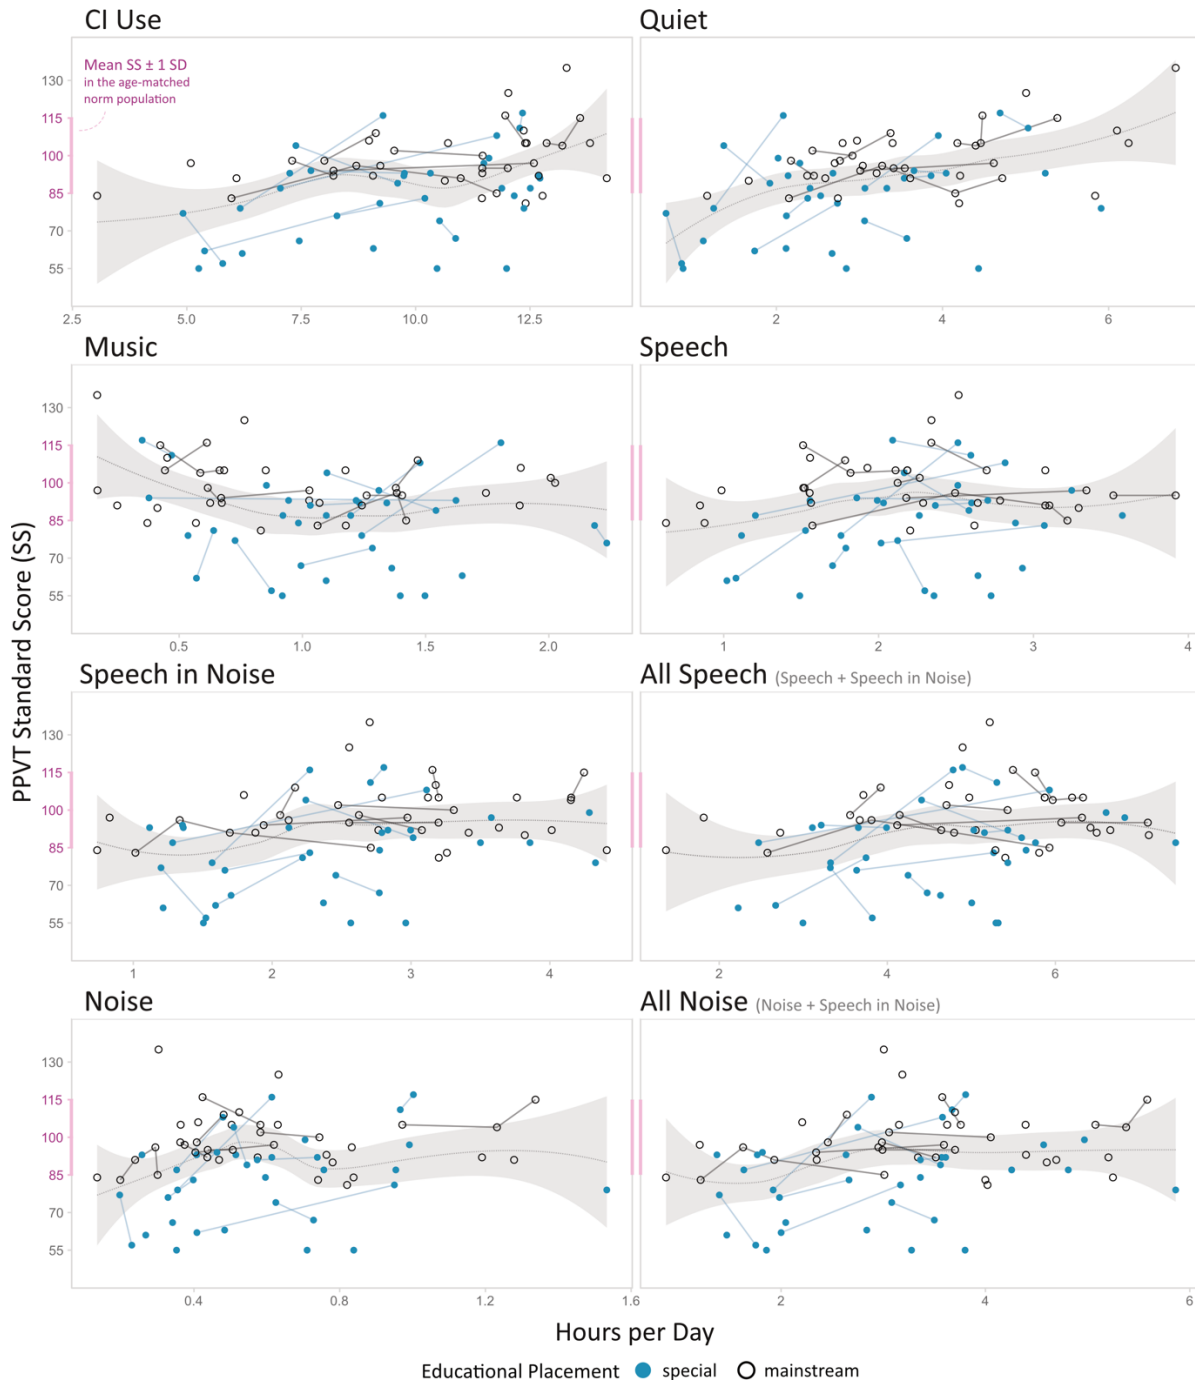 CI Use
Quiet
Mean SS ± 1 SD
in the age-matched
norm population
130
115
100
85
70
55
2.5 5.0 7.5 10.0 12.5
2 4 6
Music
Speech
130
115
100
85
70
55
0.5 1.0 1.5 2.0
1 2 3 4
PPVT Standard Score (SS)
Speech in Noise
All Speech (Speech + Speech in Noise)
130
115
100
85
70
55
1 2 3 4
2 4 6
Noise
All Noise (Noise + Speech in Noise)
130
115
100
85
70
55
0.4 0.8 1.2 1.6
2 4 6
Hours per Day
Educational Placement special mainstream